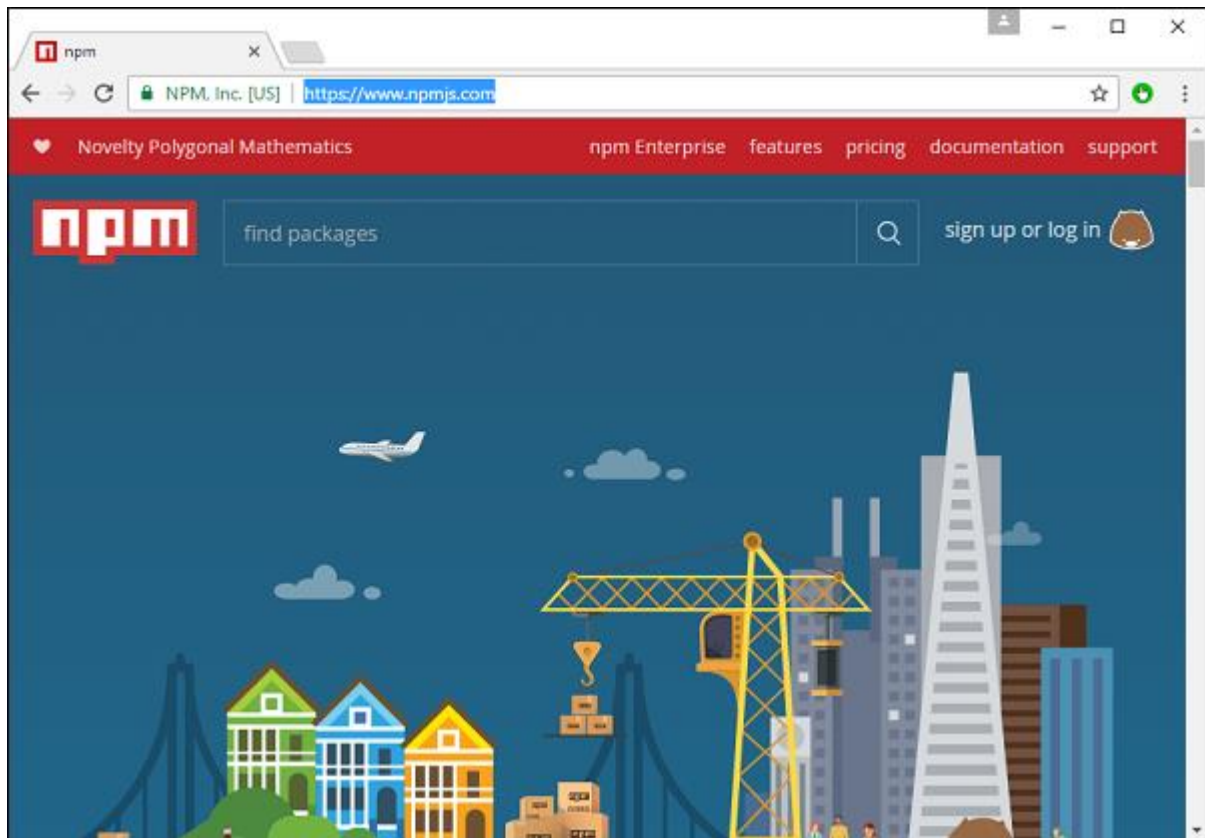 npm
NPM, Inc. [US] | https://www.npmjs.com
Novelty Polygonal Mathematics npm Enterprise features pricing documentation support
npm find packages sign up or log in